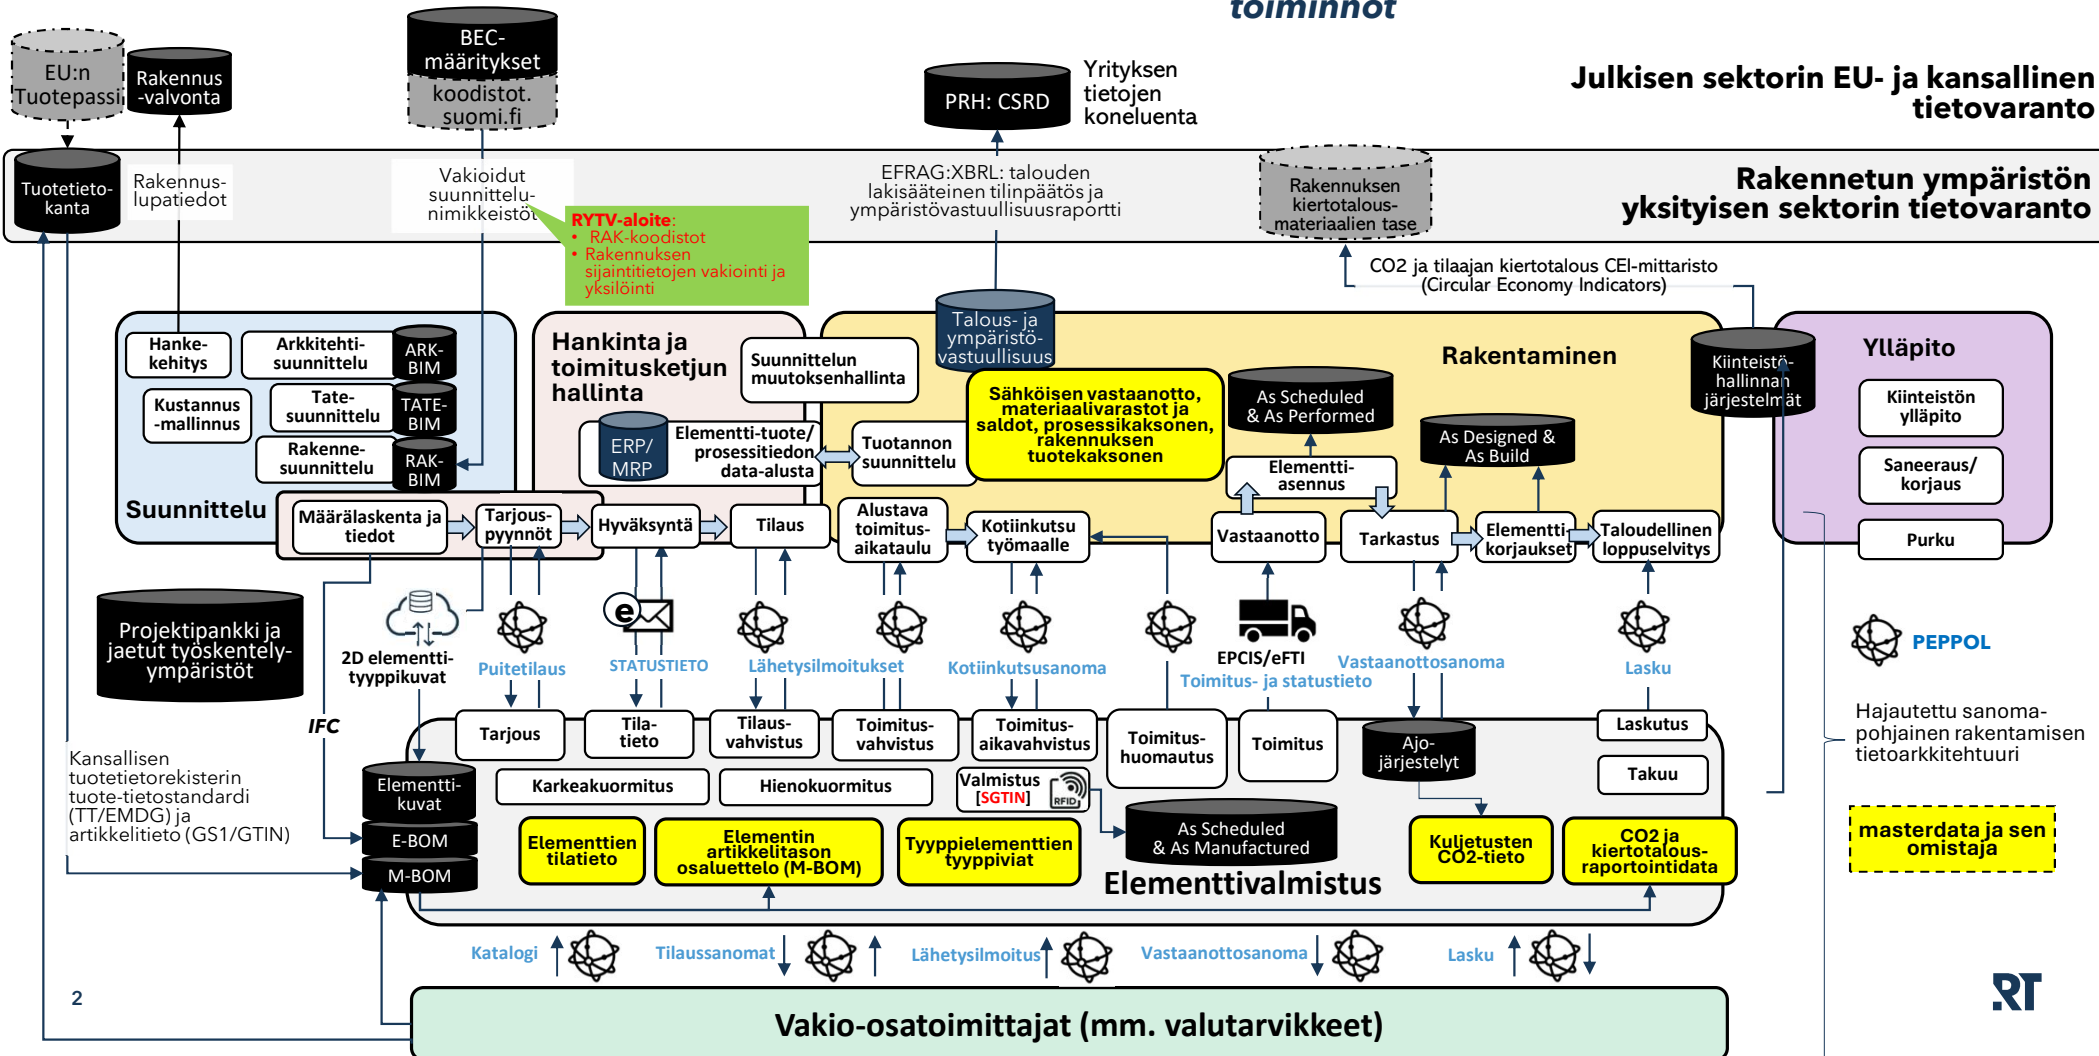 toiminnot
EU:n
Tuotepassi
Rakennus
-valvonta
BEC-
määritykset
koodistot.
suomi.fi
PRH: CSRD
Yrityksen
tietojen
koneluenta
Julkisen sektorin EU- ja kansallinen
tietovaranto
Tuotetieto-
kanta
Rakennus-
lupatiedot
Vakioidut
suunnittelu-
nimikkeistöt
EFRAG:XBRL: talouden
lakisääteinen tilinpäätös ja
ympäristövastuullisuusraportti
Rakennuksen
kiertotalous-
materiaalien tase
Rakennetun ympäristön
yksityisen sektorin tietovaranto
RYTV-aloite:
• RAK-koodistot
• Rakennuksen
sijaintitietojen vakiointi ja
yksilöinti
CO2 ja tilaajan kiertotalous CEI-mittaristo
(Circular Economy Indicators)
Hanke-
kehitys
Arkkitehti-
suunnittelu
ARK-
BIM
Kustannus
-mallinnus
Tate-
suunnittelu
TATE-
BIM
Rakenne-
suunnittelu
RAK-
BIM
Suunnittelu
Hankinta ja
toimitusketjun
hallinta
Suunnittelun
muutoksenhallinta
ERP/
MRP
Elementti-tuote/
prosessitiedon
data-alusta
Tuotannon
suunnittelu
Talous- ja
ympäristö-
vastuullisuus
Sähköisen vastaanotto,
materiaalivarastot ja
saldot, prosessikaksonen,
rakennuksen
tuotekaksonen
Rakentaminen
As Scheduled
& As Performed
Elementti-
asennus
As Designed &
As Build
Kiinteistö-
hallinnan
järjestelmät
Ylläpito
Kiinteistön
ylläpito
Saneeraus/
korjaus
Purku
Määrälaskenta ja
tiedot
Tarjous-
pyynnöt
Hyväksyntä
Tilaus
Alustava
toimitus-
aikataulu
Kotiinkutsu
työmaalle
Vastaanotto
Tarkastus
Elementti-
korjaukset
Taloudellinen
loppuselvitys
Projektipankki ja
jaetut työskentely-
ympäristöt
2D elementti-
tyyppikuvat
Puitetilaus
e
STATUSTIETO
Lähetysilmoitukset
Kotiinkutsusanoma
EPCIS/eFTI
Toimitus- ja statustieto
Vastaanottosanoma
Lasku
PEPPOL
IFC
Hajautettu sanoma-
pohjainen rakentamisen
tietoarkkitehtuuri
Kansallisen
tuotetietorekisterin
tuote-tietostandardi
(TT/EMDG) ja
artikkelitieto (GS1/GTIN)
Tarjous
Tila-
tieto
Tilaus-
vahvistus
Toimitus-
vahvistus
Toimitus-
aikavahvistus
Toimitus-
huomautus
Toimitus
Ajo-
järjestelyt
Laskutus
Takuu
Elementti-
kuvat
E-BOM
M-BOM
Karkeakuormitus
Hienokuormitus
Valmistus
[SGTIN]
RFID
As Scheduled
& As Manufactured
Elementtien
tilatieto
Elementin
artikkelitason
osaluettelo (M-BOM)
Tyyppielementtien
tyyppiviat
Kuljetusten
CO2-tieto
CO2 ja
kiertotalous-
raportointidata
Elementtivalmistus
masterdata ja sen
omistaja
Katalogi
Tilaussanomat
Lähetysilmoitus
Vastaanottosanoma
Lasku
2
Vakio-osatoimittajat (mm. valutarvikkeet)
RT